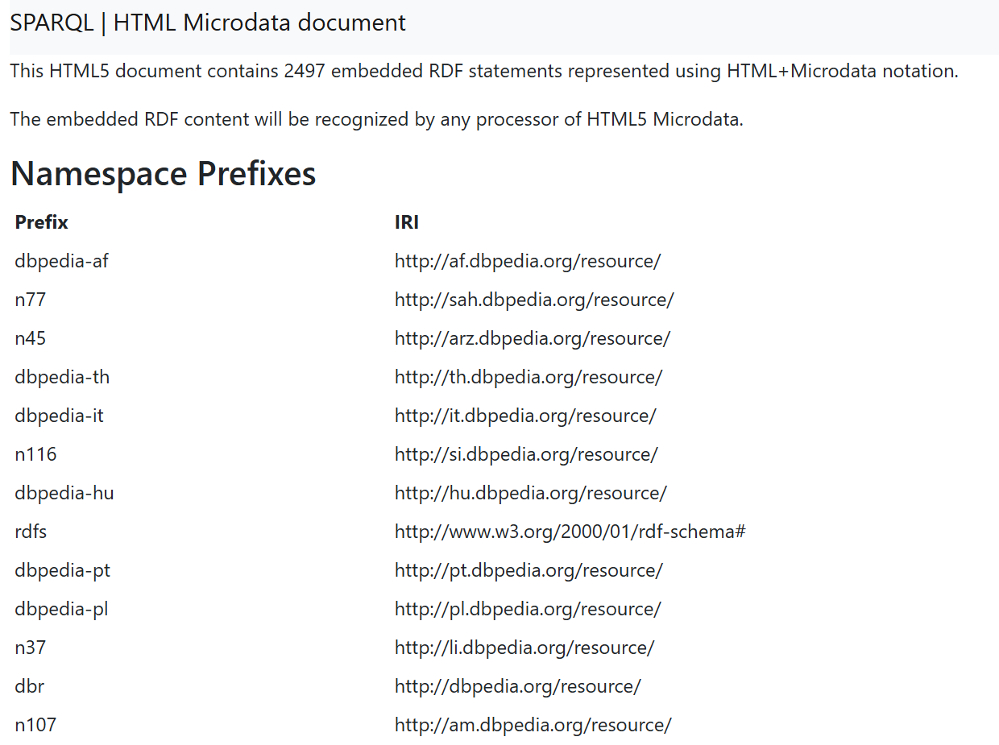 SPARQL | HTML Microdata document
This HTML5 document contains 2497 embedded RDF statements represented using HTML+Microdata notation.
The embedded RDF content will be recognized by any processor of HTML5 Microdata.
Namespace Prefixes
Prefix IRI
dbpedia-af http://af.dbpedia.org/resource/
n77 http://sah.dbpedia.org/resource/
n45 http://arz.dbpedia.org/resource/
dbpedia-th http://th.dbpedia.org/resource/
dbpedia-it http://it.dbpedia.org/resource/
n116 http://si.dbpedia.org/resource/
dbpedia-hu http://hu.dbpedia.org/resource/
rdfs http://www.w3.org/2000/01/rdf-schema#
dbpedia-pt http://pt.dbpedia.org/resource/
dbpedia-pl http://pl.dbpedia.org/resource/
n37 http://li.dbpedia.org/resource/
dbr http://dbpedia.org/resource/
n107 http://am.dbpedia.org/resource/